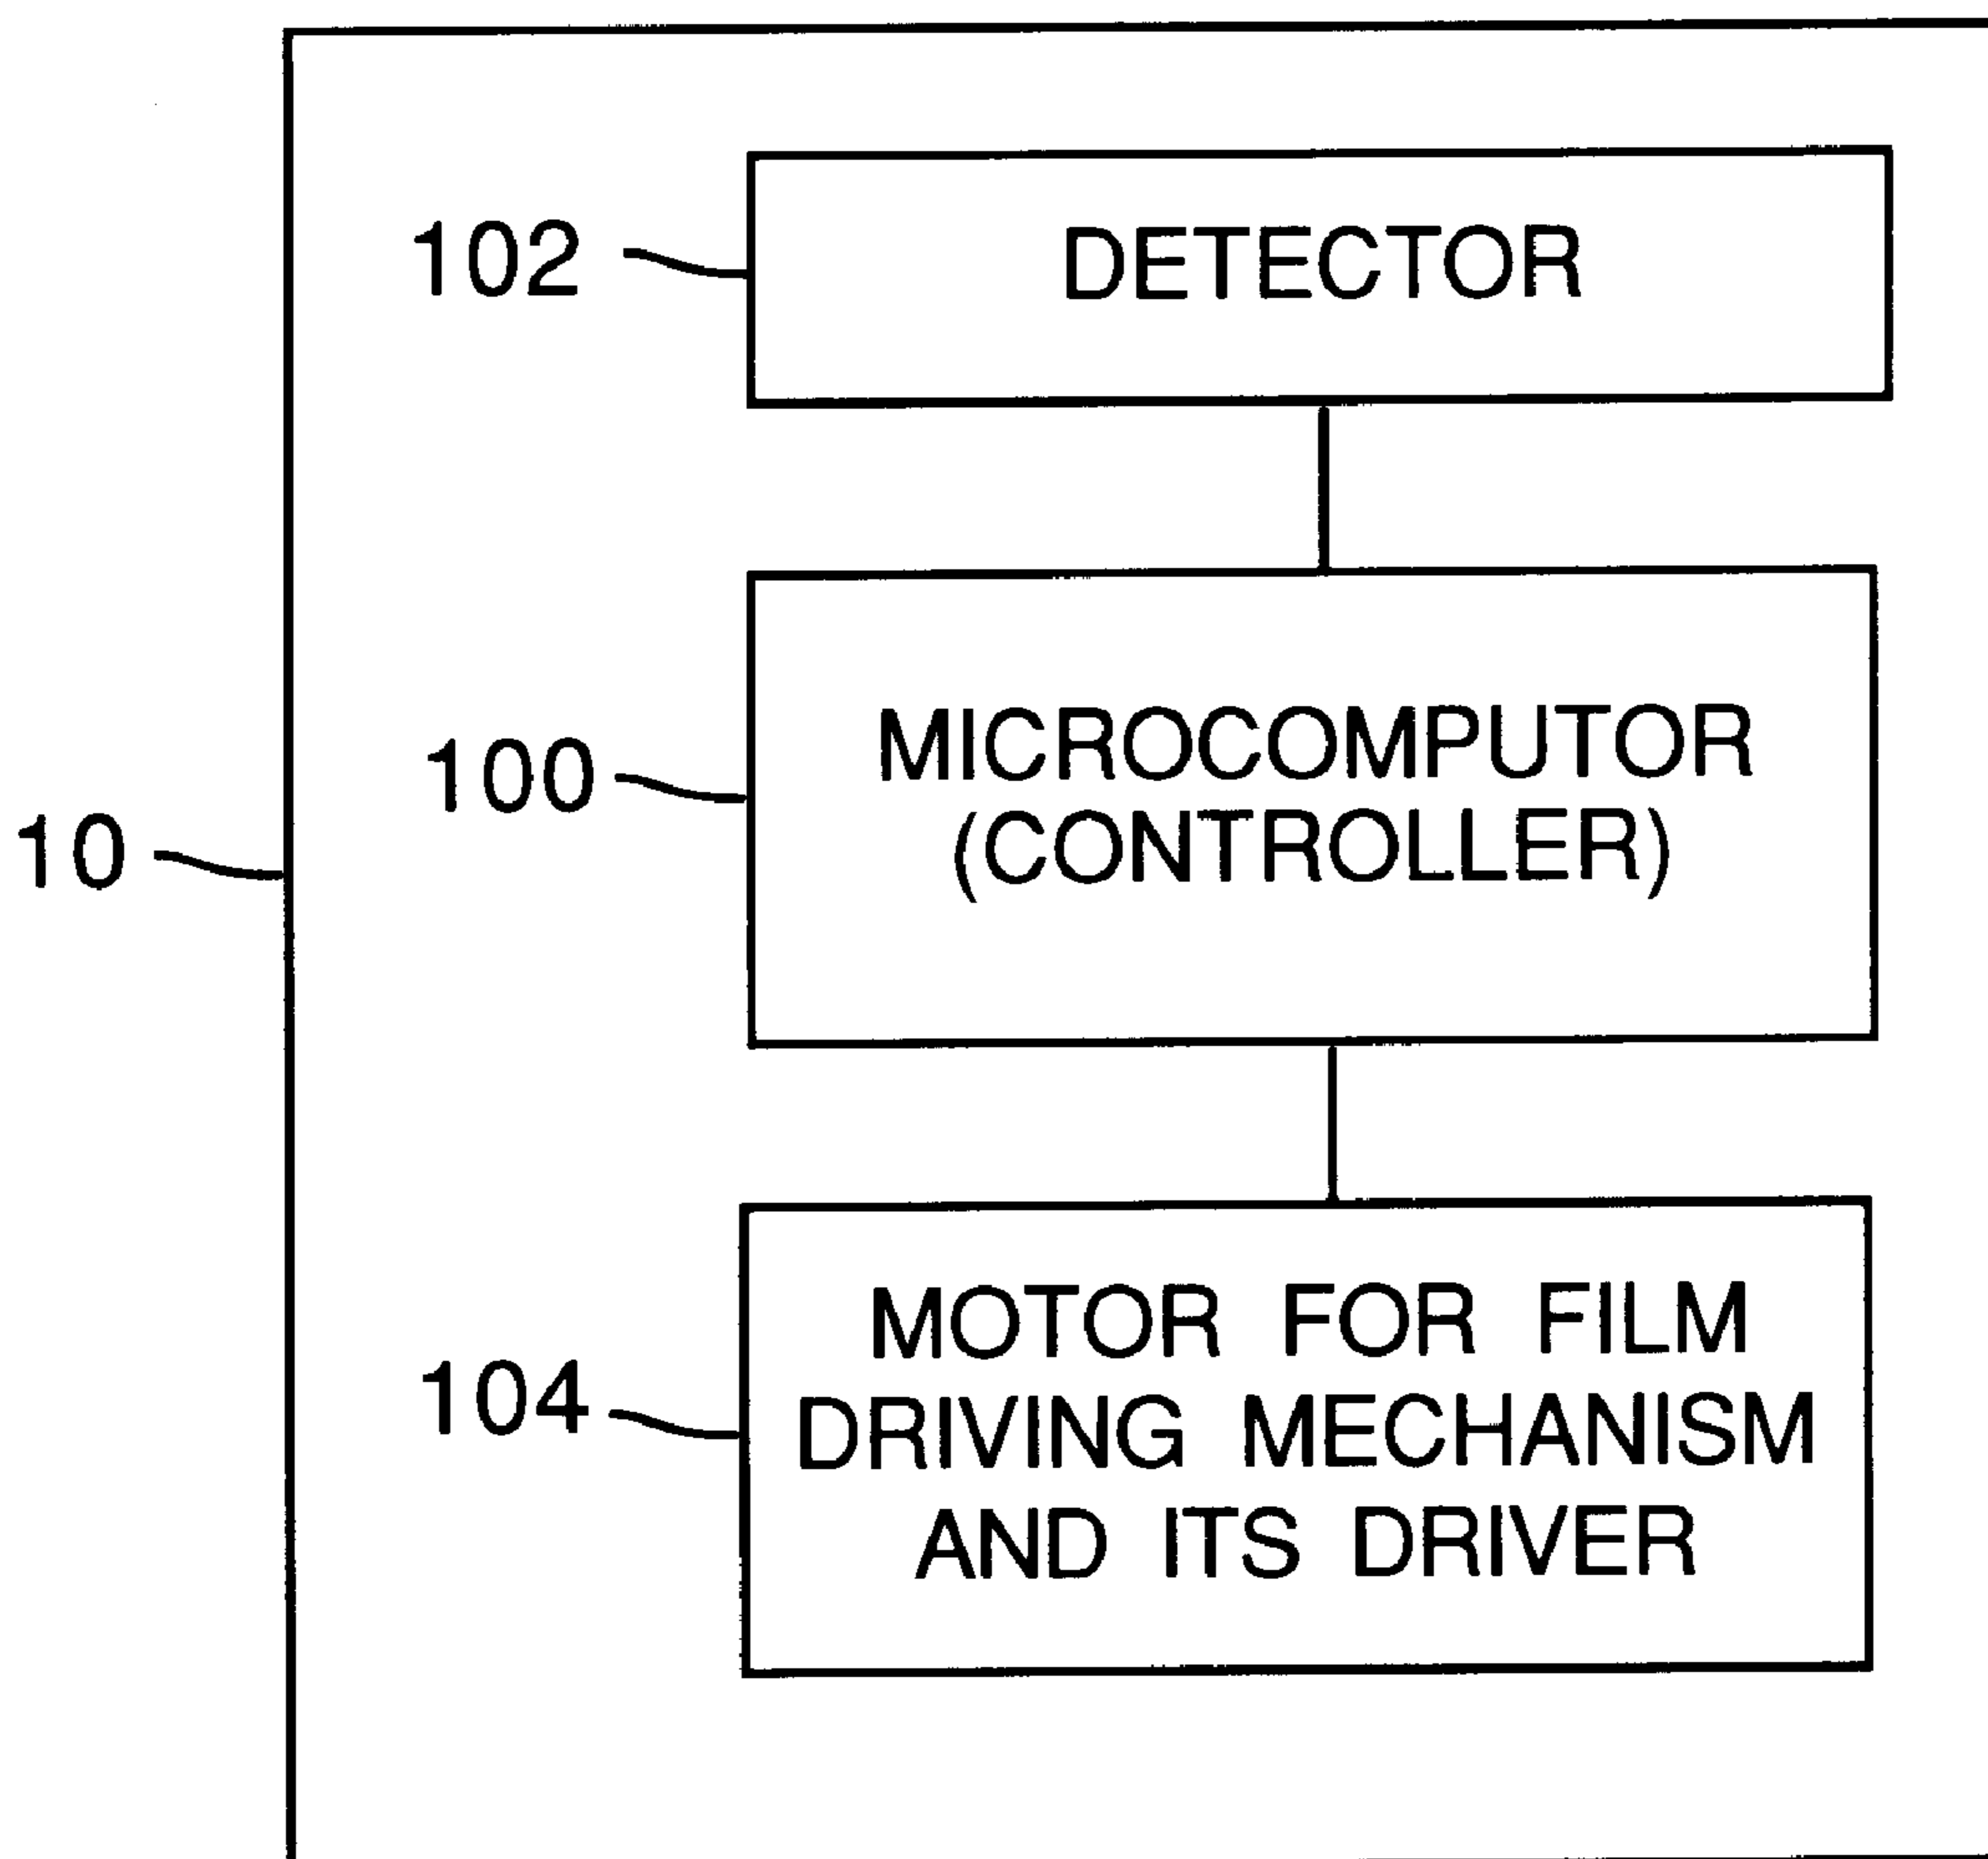 102
DETECTOR
100
MICROCOMPUTOR
(CONTROLLER)
10
104
MOTOR FOR FILM
DRIVING MECHANISM
AND ITS DRIVER